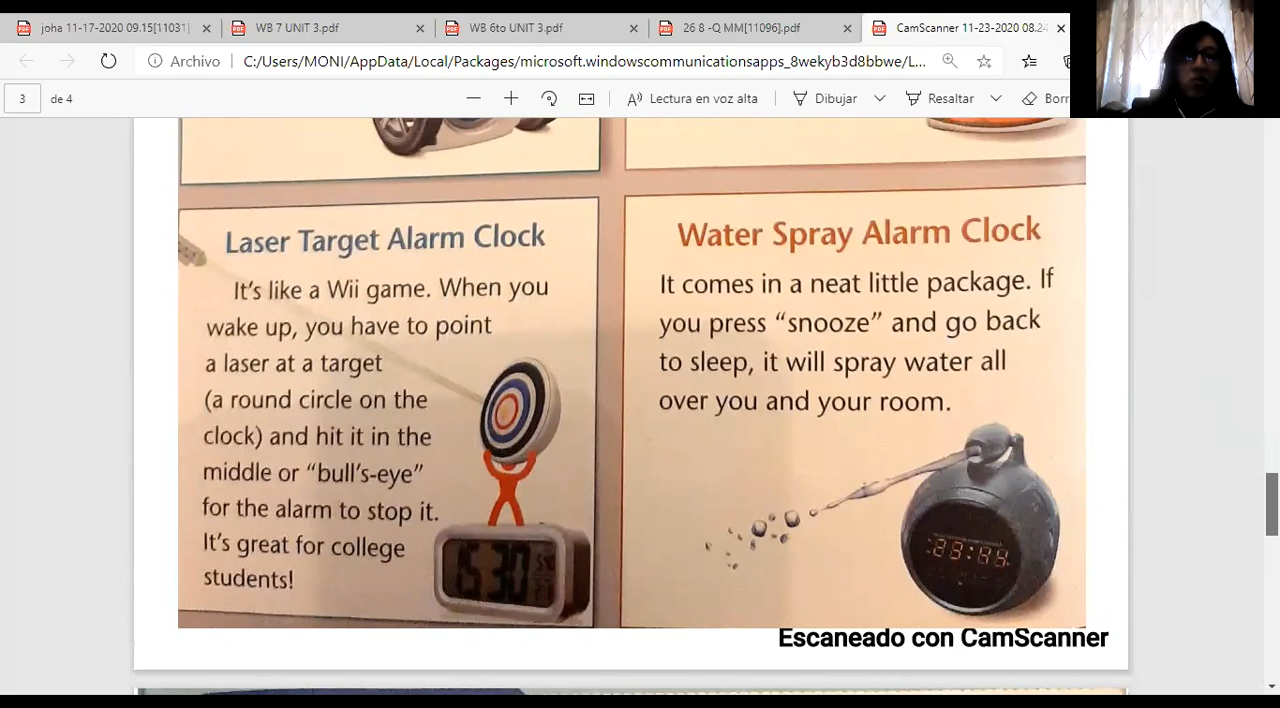 joha 11-17-2020 09.15[11031]
WB 7 UNIT 3.pdf
WB 6to UNIT 3.pdf
26 8 -Q MM[11096].pdf
CamScanner 11-23-2020 08.24
Archivo
C:/Users/MONI/AppData/Local/Packages/microsoft.windowscommunicationsapps_8wekyb3d8bbwe/L...
3 de 4
Lectura en voz alta
Dibujar
Resaltar
Borr
Laser Target Alarm Clock
It's like a Wii game. When you
wake up, you have to point
a laser at a target
(a round circle on the
clock) and hit it in the
middle or "bull's-eye"
for the alarm to stop it.
It's great for college
students!
6:30
Water Spray Alarm Clock
It comes in a neat little package. If
you press "snooze" and go back
to sleep, it will spray water all
over you and your room.
23:44
Escaneado con CamScanner